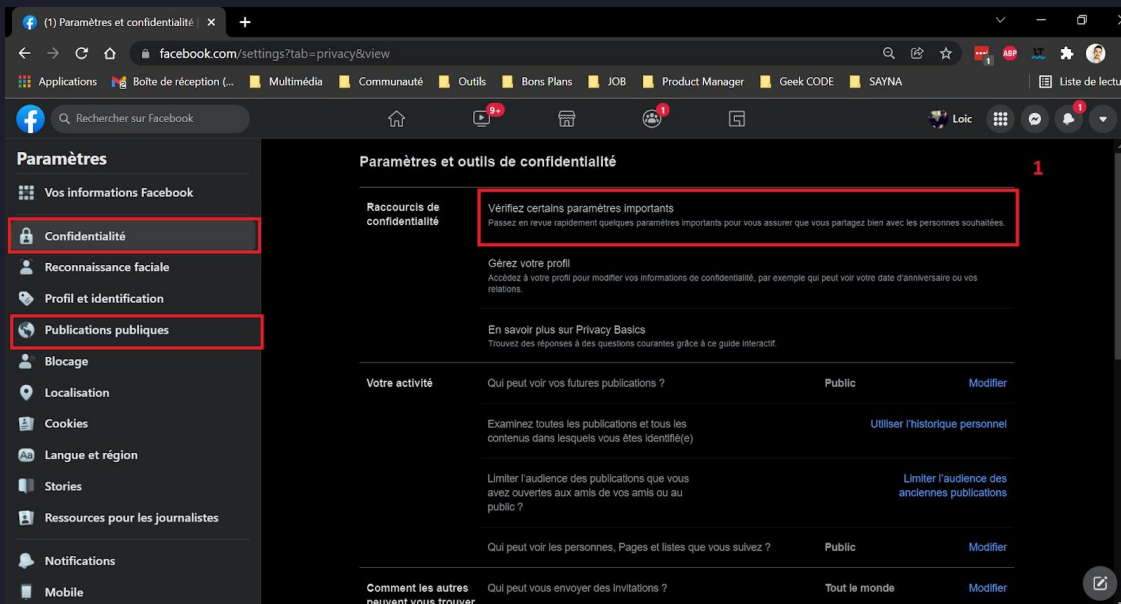 (1) Paramètres et confidentialité
facebook.com/settings?tab=privacy&view
1
ABP
LT
Applications
Boîte de réception (...
Multimédia
Communauté
Outils
Bons Plans
JOB
Product Manager
Geek CODE
SAYNA
Liste de lectu
Rechercher sur Facebook
9+
1
Loic
1
Paramètres
Vos informations Facebook
Confidentialité
Reconnaissance faciale
Profil et identification
Publications publiques
Blocage
Localisation
Cookies
Aa
Langue et région
Stories
Ressources pour les journalistes
Notifications
Mobile
Paramètres et outils de confidentialité
1
Raccourcis de
confidentialité
Vérifiez certains paramètres importants
Passez en revue rapidement quelques paramètres importants pour vous assurer que vous partagez bien avec les personnes souhaitées.
Gérez votre profil
Accédez à votre profil pour modifier vos informations de confidentialité, par exemple qui peut voir votre date d'anniversaire ou vos
relations.
En savoir plus sur Privacy Basics
Trouvez des réponses à des questions courantes grâce à ce guide interactif.
Votre activité
Qui peut voir vos futures publications ?
Public
Modifier
Examinez toutes les publications et tous les
contenus dans lesquels vous êtes identifié(e)
Utiliser l'historique personnel
Limiter l'audience des publications que vous
avez ouvertes aux amis de vos amis ou au
public ?
Limiter l'audience des
anciennes publications
Qui peut voir les personnes, Pages et listes que vous suivez ?
Public
Modifier
Comment les autres
peuvent vous trouver
Qui peut vous envoyer des invitations ?
Tout le monde
Modifier